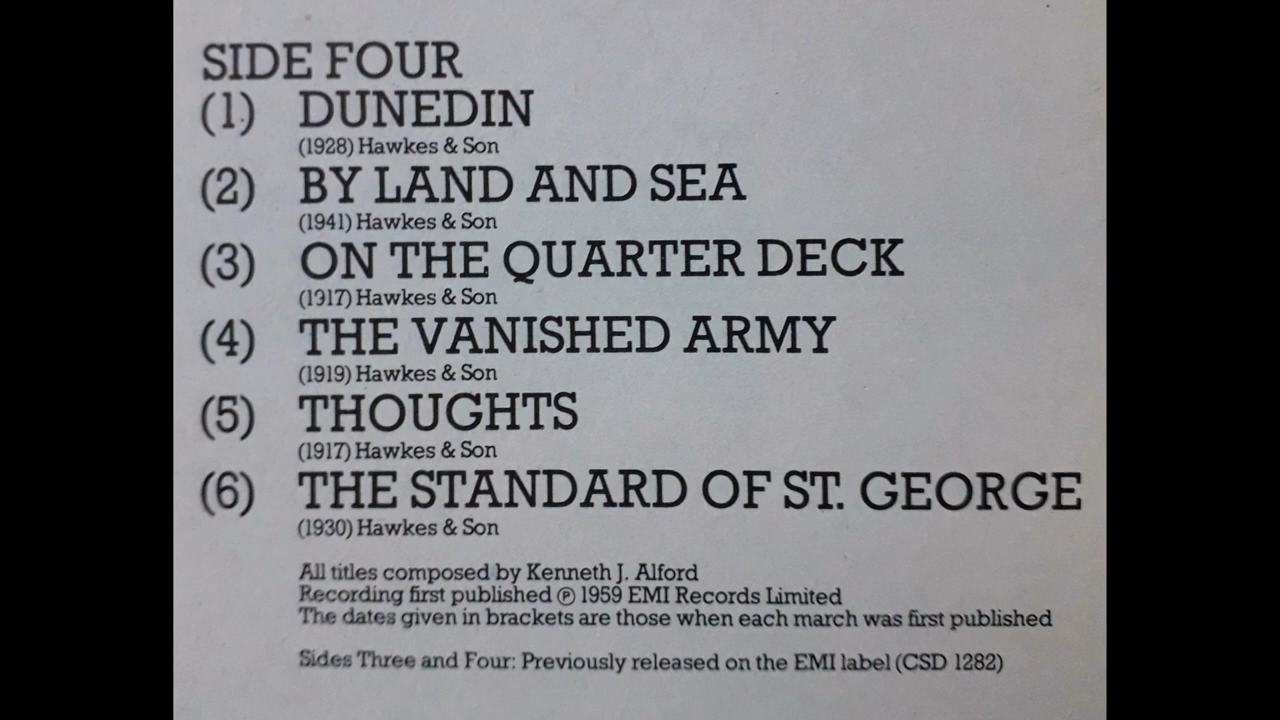 SIDE FOUR
(1) DUNEDIN
(1928) Hawkes & Son
(2) BY LAND AND SEA
(1941) Hawkes & Son
(3) ON THE QUARTER DECK
(1917) Hawkes & Son
(4) THE VANISHED ARMY
(1919) Hawkes & Son
(5) THOUGHTS
(1917) Hawkes & Son
(6) THE STANDARD OF ST. GEORGE
(1930) Hawkes & Son
All titles composed by Kenneth J. Alford
Recording first published ℗ 1959 EMI Records Limited
The dates given in brackets are those when each march was first published
Sides Three and Four: Previously released on the EMI label (CSD 1282)